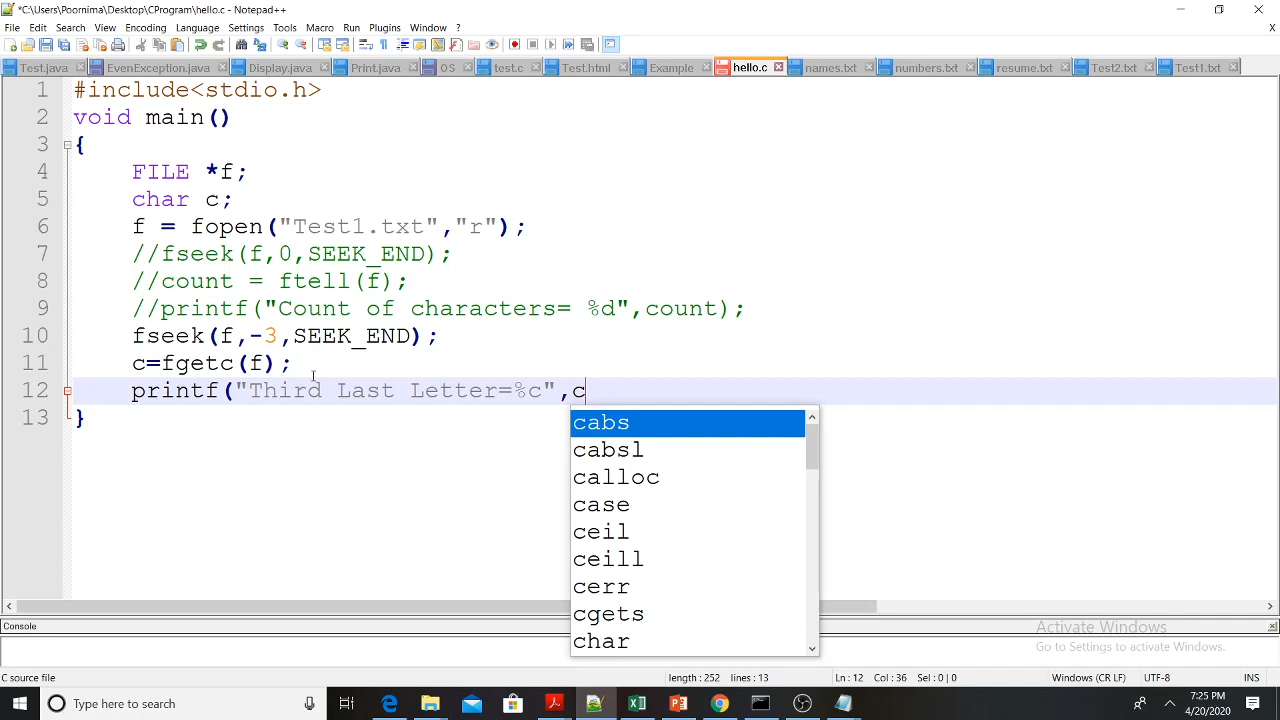 *C:\Users\Poornima\Desktop\CProgram\hello.c - Notepad++
File Edit Search View Encoding Language Settings Tools Macro Run Plugins Window ?
X
Test.java EvenException.java Display.java Print.java OS test.c Test.html Example hello.c names.txt numbers.txt resume.txt Test2.txt Test1.txt
1 #include<stdio.h>
2 void main()
3 {
4 FILE *f;
5 char c;
6 f = fopen("Test1.txt","r");
7 //fseek(f,0,SEEK_END);
8 //count = ftell(f);
9 //printf("Count of characters= %d",count);
10 fseek(f,-3,SEEK_END);
11 c=fgetc(f);
12 printf("Third Last Letter=%c",c
13 }
cabs
cabsl
calloc
case
ceil
ceill
cerr
cgets
char
Console
Activate Windows
Go to Settings to activate Windows.
C source file length : 252 lines : 13 Ln : 12 Col : 36 Sel : 0 | 0 Windows (CR LF) UTF-8 INS
Type here to search
7:25 PM
4/20/2020